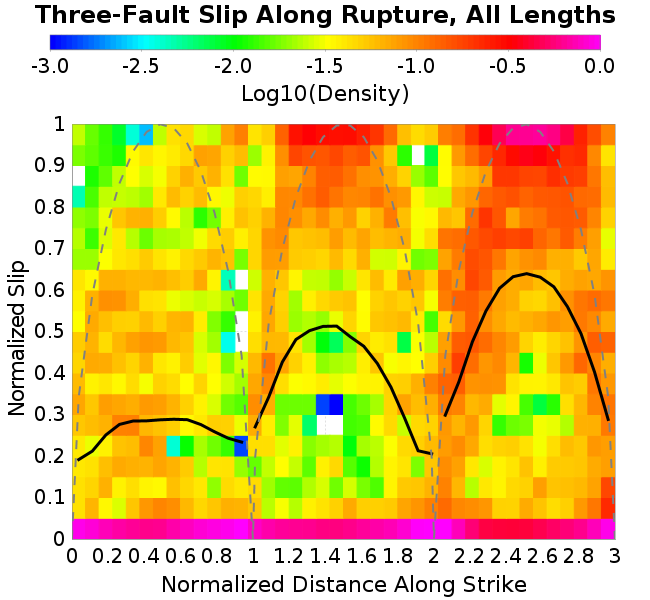 Three-Fault Slip Along Rupture, All Lengths
-3.0 -2.5 -2.0 -1.5 -1.0 -0.5 0.0
Log10(Density)
1
0.9
0.8
0.7
0.6
0.5
0.4
0.3
0.2
0.1
0
Normalized Slip
0 0.2 0.4 0.6 0.8 1 1.2 1.4 1.6 1.8 2 2.2 2.4 2.6 2.8 3
Normalized Distance Along Strike